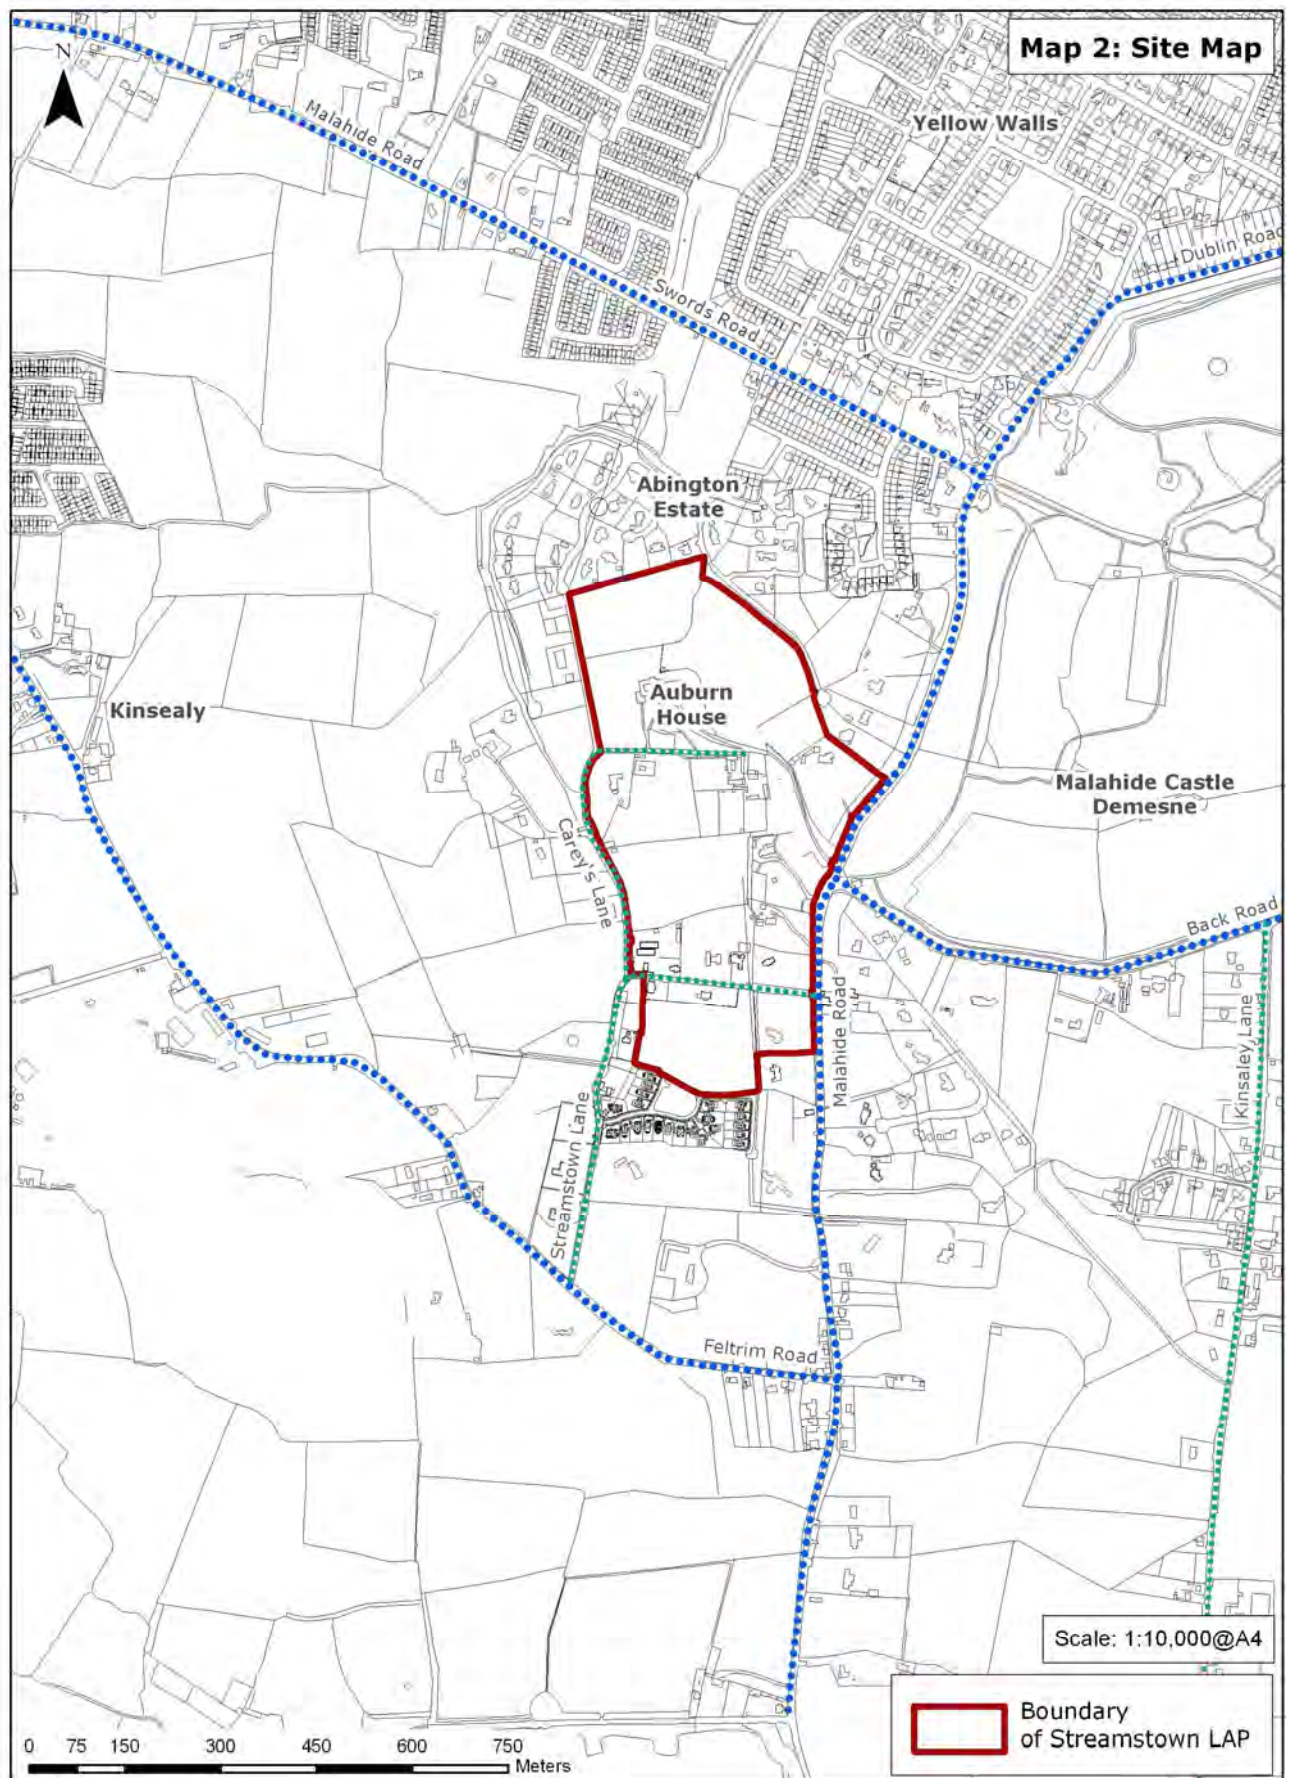 Map 2: Site Map
N
Malahide Road
Yellow Walls
Dublin Road
Swords Road
Abington
Estate
Kinsealy
Auburn
House
Malahide Castle
Demesne
Carey's Lane
Back Road
Malahide Road
Kinsaley Lane
Streamstown Lane
Feltrim Road
Scale: 1:10,000@A4
Boundary
of Streamstown LAP
0 75 150 300 450 600 750
Meters